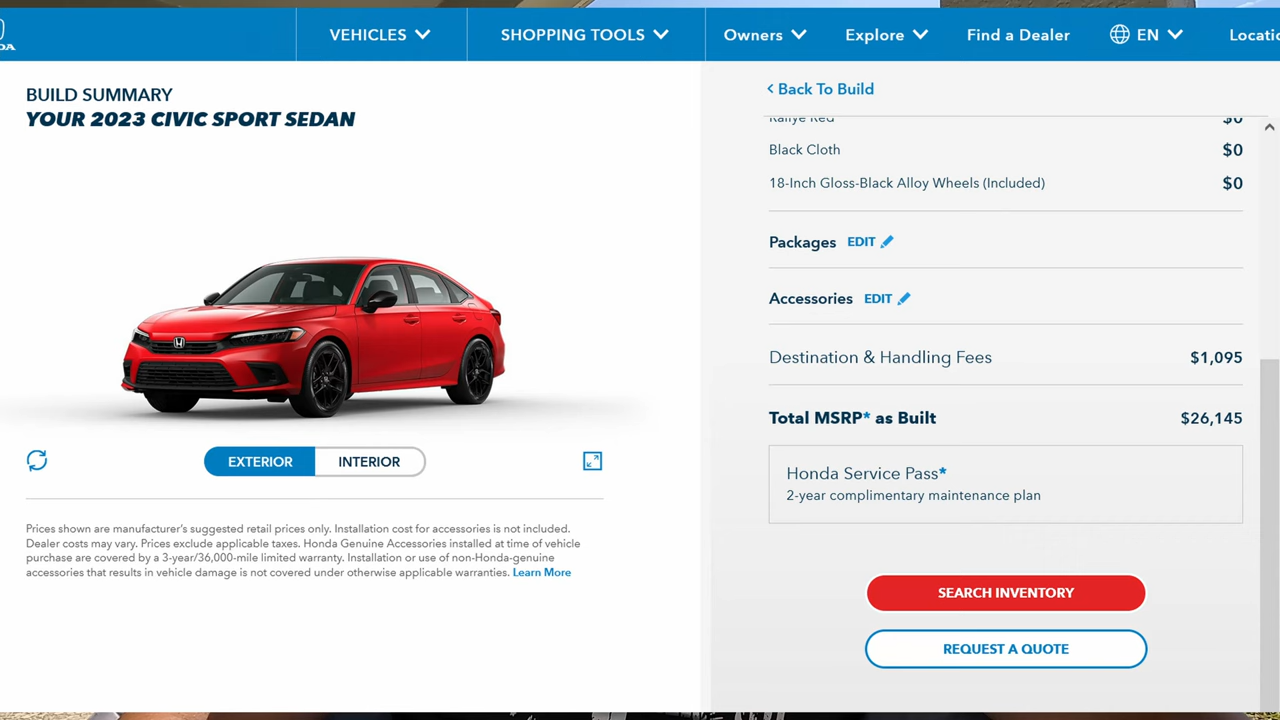 VEHICLES
SHOPPING TOOLS
Owners
Explore
Find a Dealer
EN
BUILD SUMMARY
YOUR 2023 CIVIC SPORT SEDAN
Back To Build
Rallye Red $0
Black Cloth $0
18-Inch Gloss-Black Alloy Wheels (Included) $0
Packages EDIT
Accessories EDIT
Destination & Handling Fees $1,095
Total MSRP* as Built $26,145
Honda Service Pass*
2-year complimentary maintenance plan
EXTERIOR
INTERIOR
Prices shown are manufacturer's suggested retail prices only. Installation cost for accessories is not included.
Dealer costs may vary. Prices exclude applicable taxes. Honda Genuine Accessories installed at time of vehicle
purchase are covered by a 3-year/36,000-mile limited warranty. Installation or use of non-Honda-genuine
accessories that results in vehicle damage is not covered under otherwise applicable warranties. Learn More
SEARCH INVENTORY
REQUEST A QUOTE